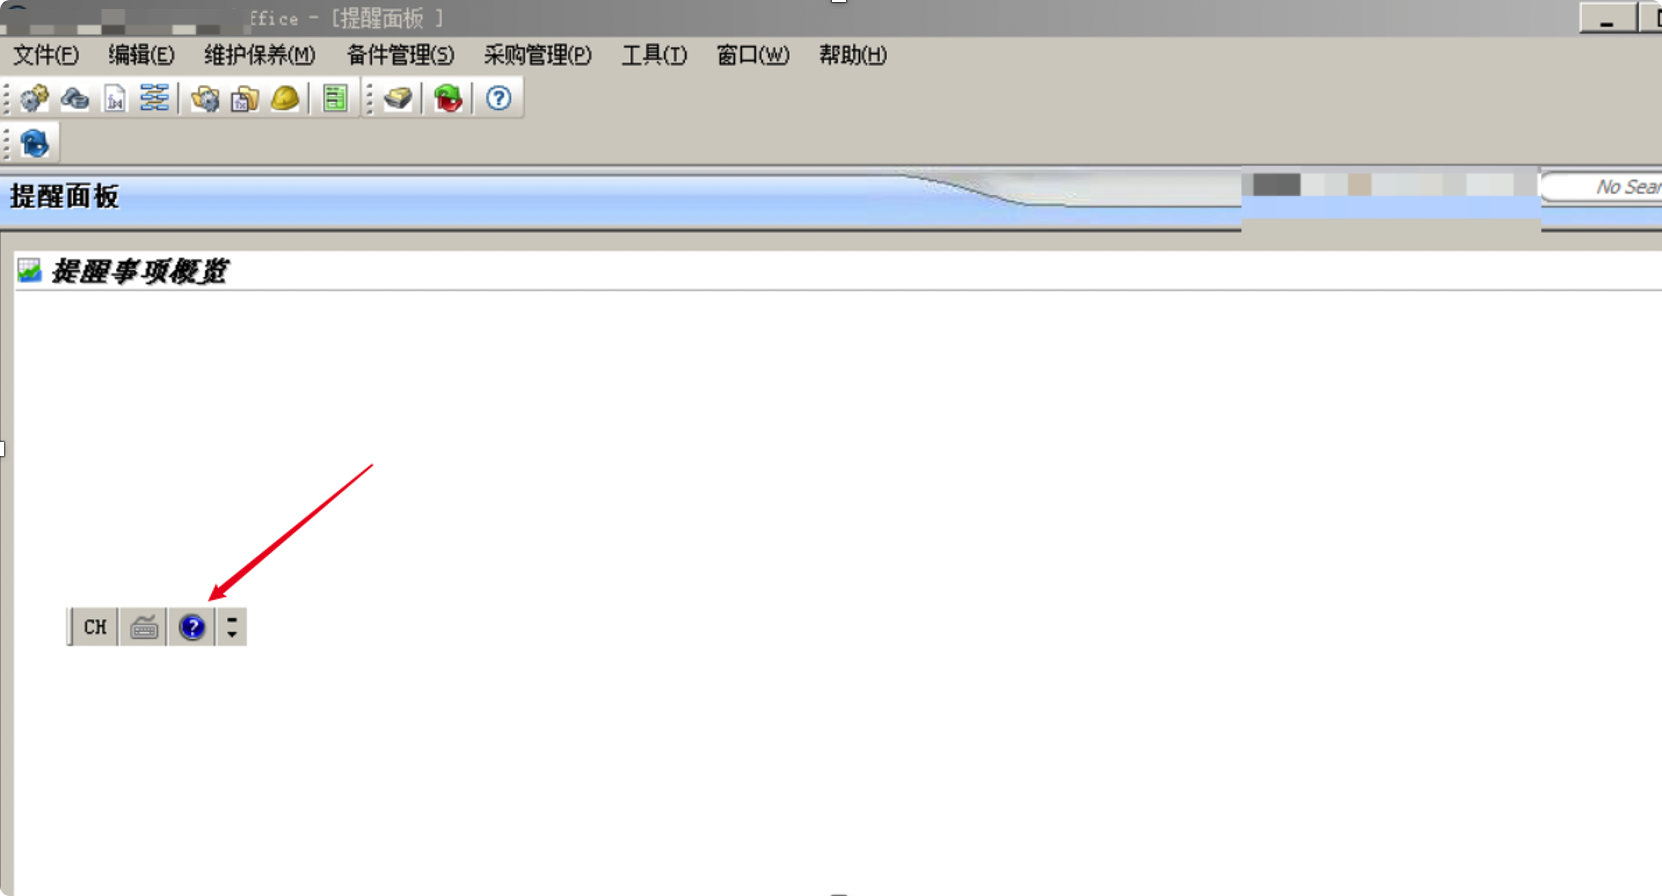 ffice - [提醒面板 ]
文件(F) 编辑(E) 维护保养(M) 备件管理(S) 采购管理(P) 工具(T) 窗口(W) 帮助(H)
提醒面板
No Sear
提醒事项概览
CH